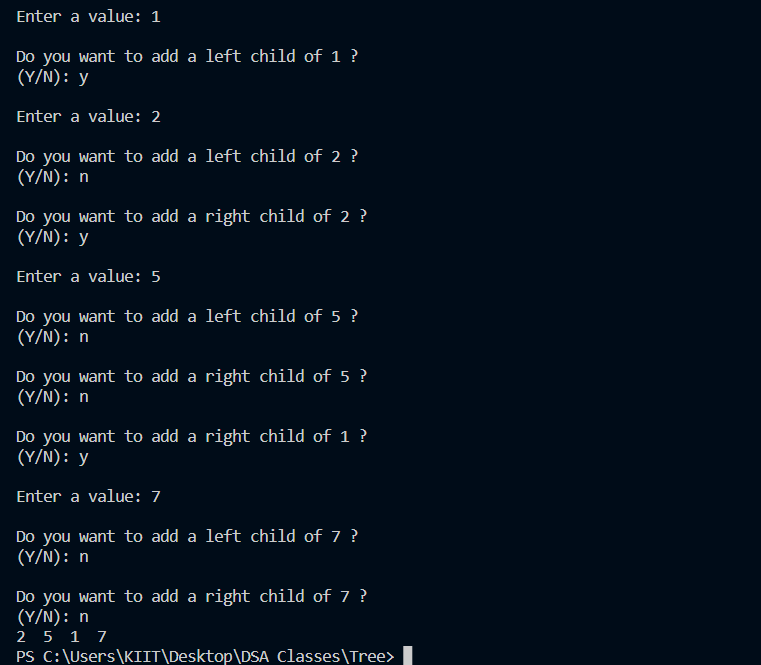 Enter a value: 1
Do you want to add a left child of 1 ?
(Y/N): y
Enter a value: 2
Do you want to add a left child of 2 ?
(Y/N): n
Do you want to add a right child of 2 ?
(Y/N): y
Enter a value: 5
Do you want to add a left child of 5 ?
(Y/N): n
Do you want to add a right child of 5 ?
(Y/N): n
Do you want to add a right child of 1 ?
(Y/N): y
Enter a value: 7
Do you want to add a left child of 7 ?
(Y/N): n
Do you want to add a right child of 7 ?
(Y/N): n
2  5  1  7
PS C:\Users\KIIT\Desktop\DSA Classes\Tree>